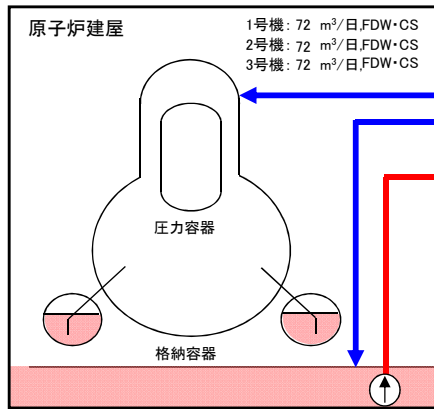 原子炉建屋
1号機: 72 m³/日,FDW・CS
2号機: 72 m³/日,FDW・CS
3号機: 72 m³/日,FDW・CS
圧力容器
格納容器